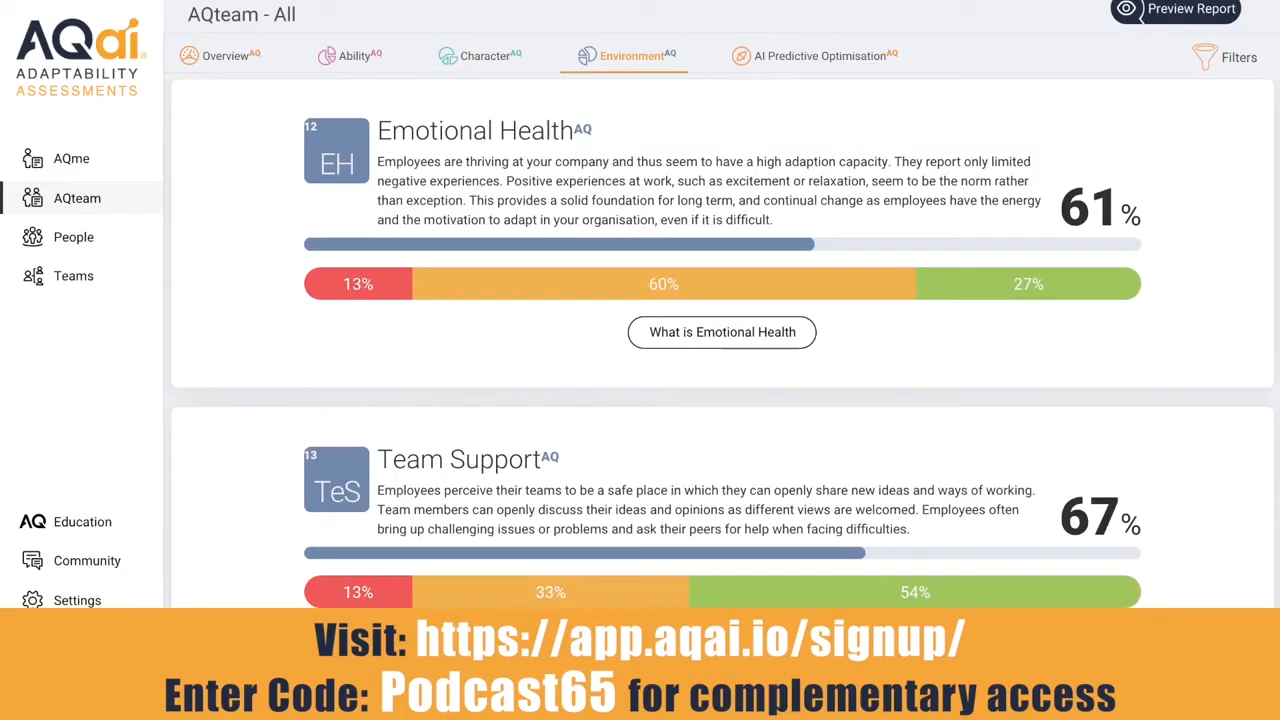 AQai
ADAPTABILITY
ASSESSMENTS
AQteam - All
Preview Report
OverviewAQ
AbilityAQ
CharacterAQ
EnvironmentAQ
AI Predictive OptimisationAQ
Filters
AQme
AQteam
People
Teams
AQ Education
Community
Settings
12
EH
Emotional HealthAQ
Employees are thriving at your company and thus seem to have a high adaption capacity. They report only limited
negative experiences. Positive experiences at work, such as excitement or relaxation, seem to be the norm rather
than exception. This provides a solid foundation for long term, and continual change as employees have the energy
and the motivation to adapt in your organisation, even if it is difficult.
61%
13% 60% 27%
What is Emotional Health
13
TeS
Team SupportAQ
Employees perceive their teams to be a safe place in which they can openly share new ideas and ways of working.
Team members can openly discuss their ideas and opinions as different views are welcomed. Employees often
bring up challenging issues or problems and ask their peers for help when facing difficulties.
67%
13% 33% 54%
Visit: https://app.aqai.io/signup/
Enter Code: Podcast65 for complementary access